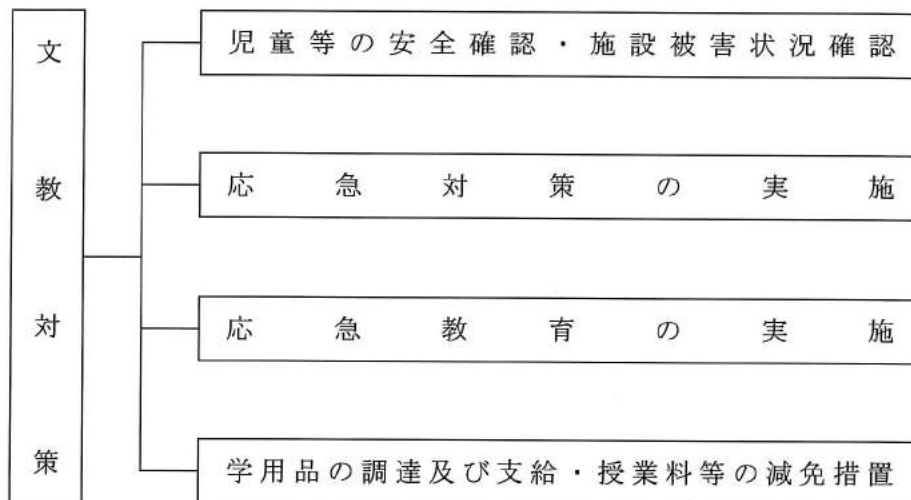 文教対策
児童等の安全確認・施設被害状況確認
応急対策の実施
応急教育の実施
学用品の調達及び支給・授業料等の減免措置